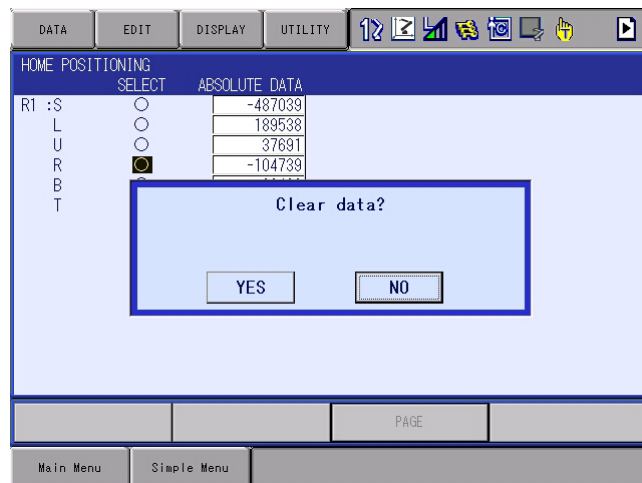 DATA EDIT DISPLAY UTILITY
HOME POSITIONING
SELECT ABSOLUTE DATA
R1 :S -487039
L 189538
U 37691
R -104739
B
T
Clear data?
YES NO
PAGE
Main Menu Simple Menu